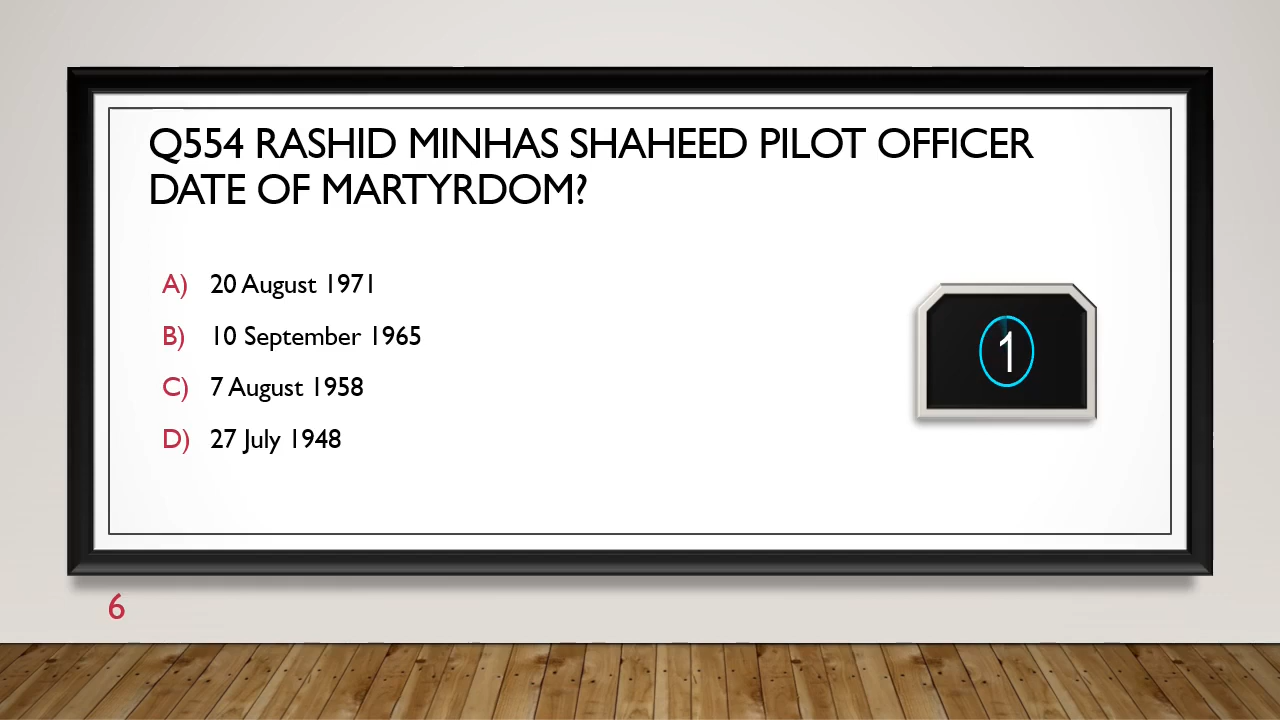 Q554 RASHID MINHAS SHAHEED PILOT OFFICER
DATE OF MARTYRDOM?
A) 20 August 1971
B) 10 September 1965
C) 7 August 1958
D) 27 July 1948
1
6